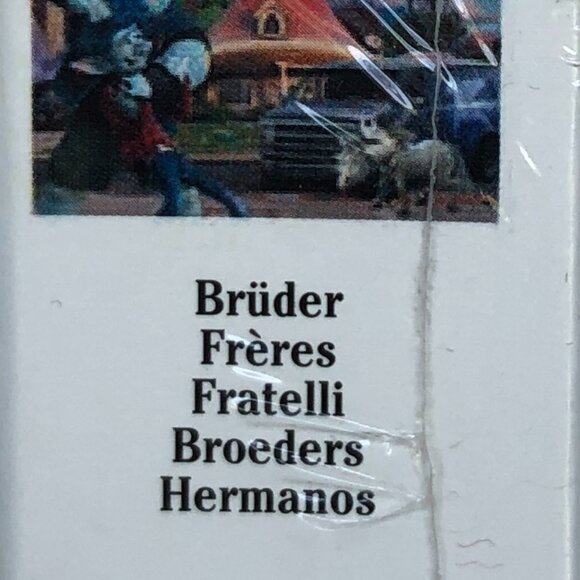 Brüder
Frères
Fratelli
Broeders
Hermanos